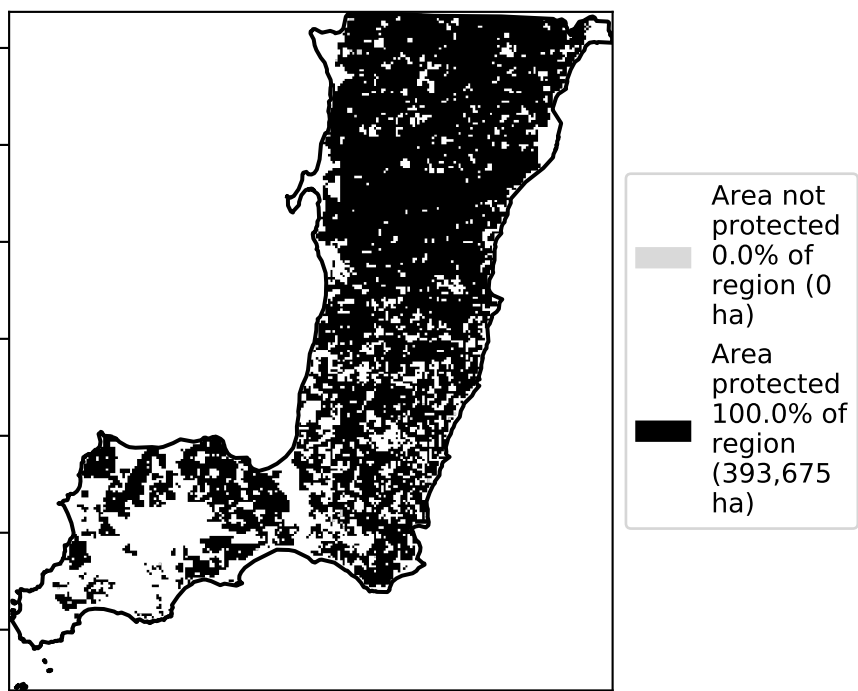 Area not
protected
0.0% of
region (0
ha)
Area
protected
100.0% of
region
(393,675
ha)